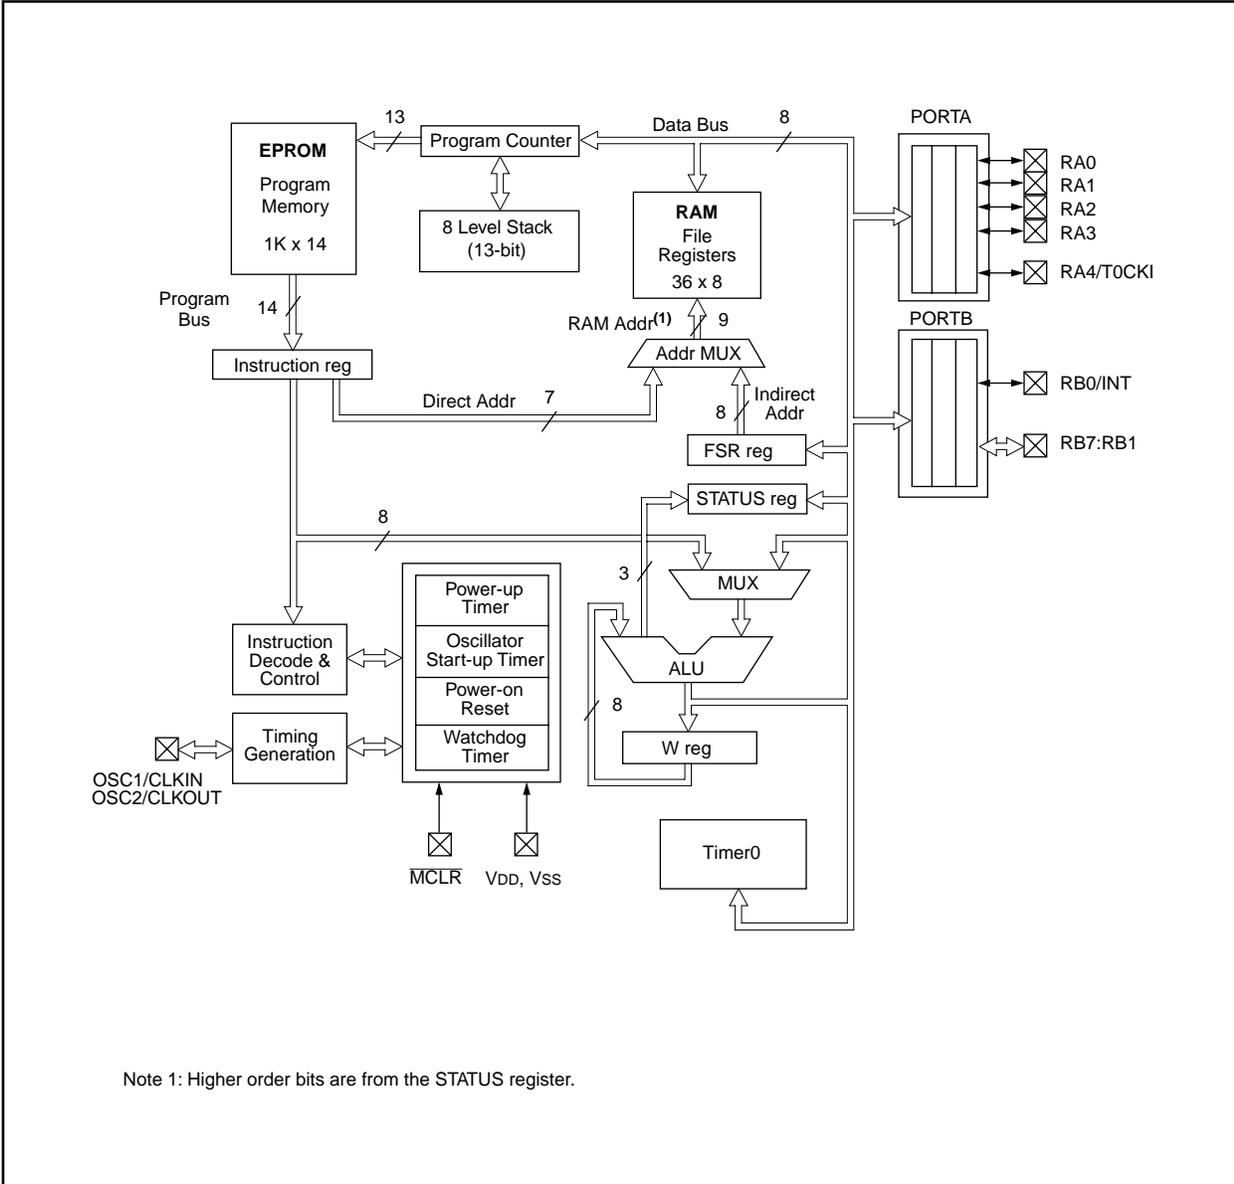 13
Data Bus
8
PORTA
EPROM
Program
Memory
1K x 14
Program Counter
8 Level Stack
(13-bit)
RAM
File
Registers
36 x 8
RA0
RA1
RA2
RA3
RA4/T0CKI
Program
Bus
14
RAM Addr(1)
9
PORTB
Instruction reg
Addr MUX
Direct Addr
7
8
Indirect
Addr
RB0/INT
RB7:RB1
FSR reg
STATUS reg
8
3
MUX
Power-up
Timer
Oscillator
Start-up Timer
Power-on
Reset
Watchdog
Timer
Instruction
Decode &
Control
ALU
8
W reg
Timing
Generation
OSC1/CLKIN
OSC2/CLKOUT
MCLR
VDD, VSS
Timer0
Note 1: Higher order bits are from the STATUS register.